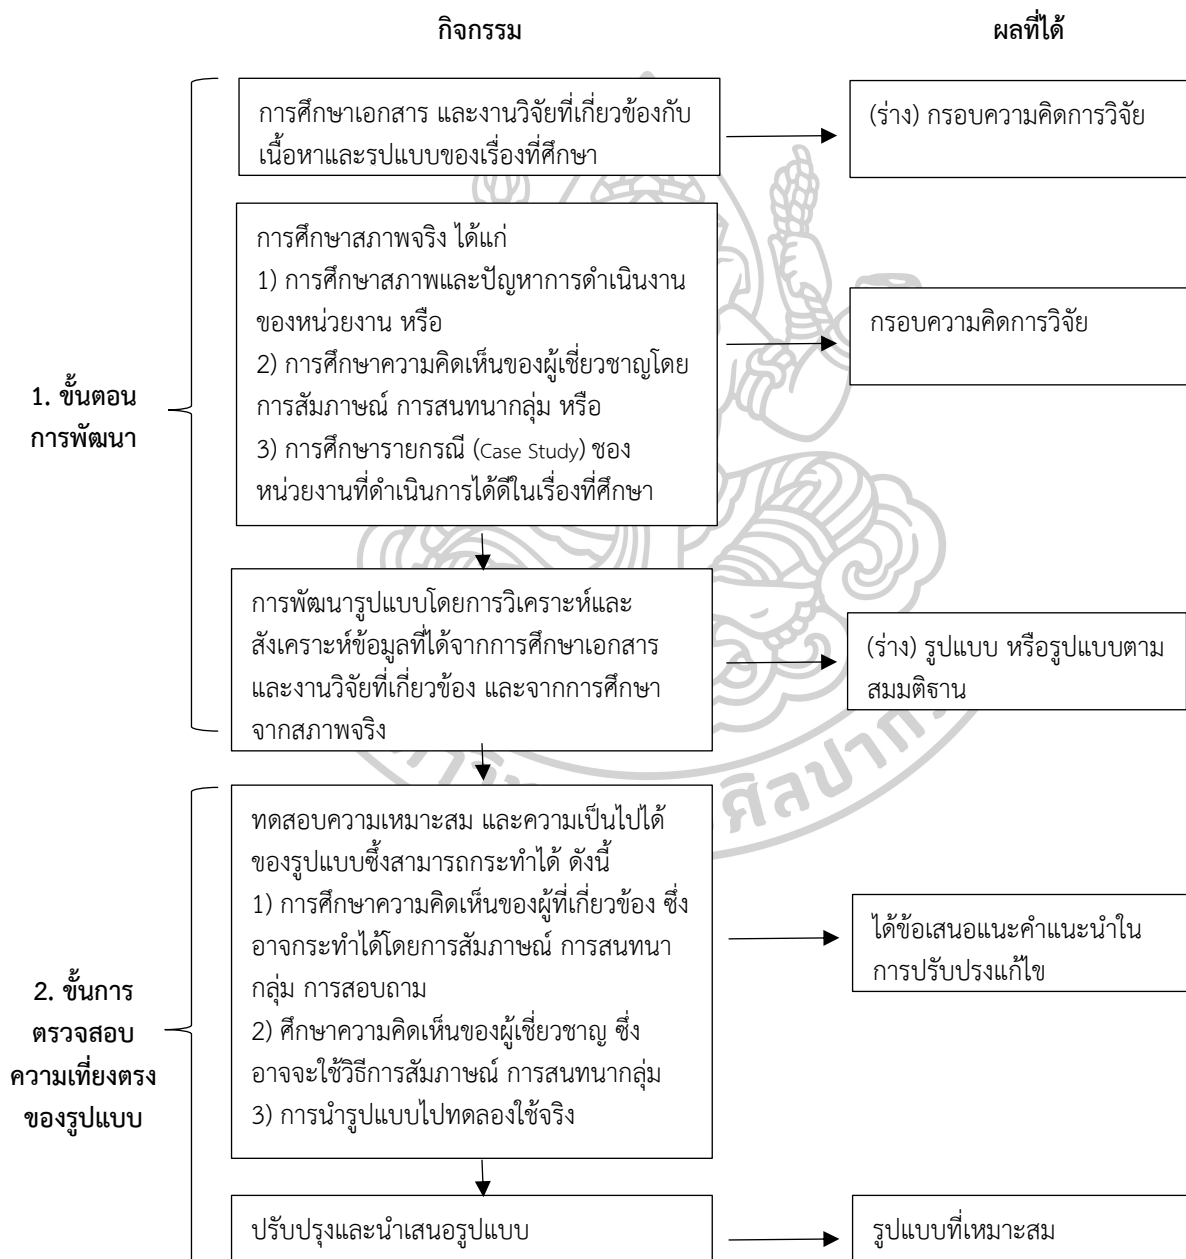 กิจกรรม
ผลที่ได้
การศึกษาเอกสาร และงานวิจัยที่เกี่ยวข้องกับ
เนื้อหาและรปแบบของเรื่องที่ศึกษา
(ร่าง) กรอบความคิดการวิจัย
1. ขั้นตอน
การพัฒนา
การศึกษาสภาพจริง ได้แก่
1) การศึกษาสภาพและปัญหาการดำเนินงาน
ของหน่วยงาน หรือ
2) การศึกษาความคิดเห็นของผู้เชี่ยวชาญโดย
การสัมภาษณ์ การสนทนากลุ่ม หรือ
3) การศึกษารายกรณี (Case Study) ชอง
หน่วยงานที่ดำเนินการได้ดีในเรื่องที่ศึกษา
กรอบความคิดการวิจัย
การพัฒนารูปแบบโดยการวิเคราะห์และ
สังเคราะห์ข้อมูลที่ได้จากการศึกษาเอกสาร
และงานวิจัยที่เกี่ยวข้อง และจากการศึกษา
จากสภาพจริง
(ร่าง) รูปแบบ หรือรูปแบบตาม
สมมติฐาน
2. ขั้นการ
ตรวจสอบ
ความเที่ยงตรง
ของรูปแบบ
ทดสอบความเหมาะสม และความเป็นไปได้
ของรูปแบบซึ้งสามารถกระทำได้ ดังนี้
1) การศึกษาความคิดเห็นของผู้ที่เกี่ยวข้อง ซึ่ง
อาจกระทำได้โดยการสัมภาษณ์ การสนทนา
กลุ่ม การสอบถาม
2) ศึกษาความคิดเห็นของผู้เชี่ยวชาญ ซึ่ง
อาจจะใช้วิธีการสัมภาษณ์ การสนทนากลุ่ม
3) การนำรูปแบบไปทดลองใช้จริง
ได้ข้อเสนอแนะคำแนะนำใน
การปรับปรงแก้ไข
ปรับปรุงและนำเสนอรูปแบบ
รูปแบบที่เหมาะสม